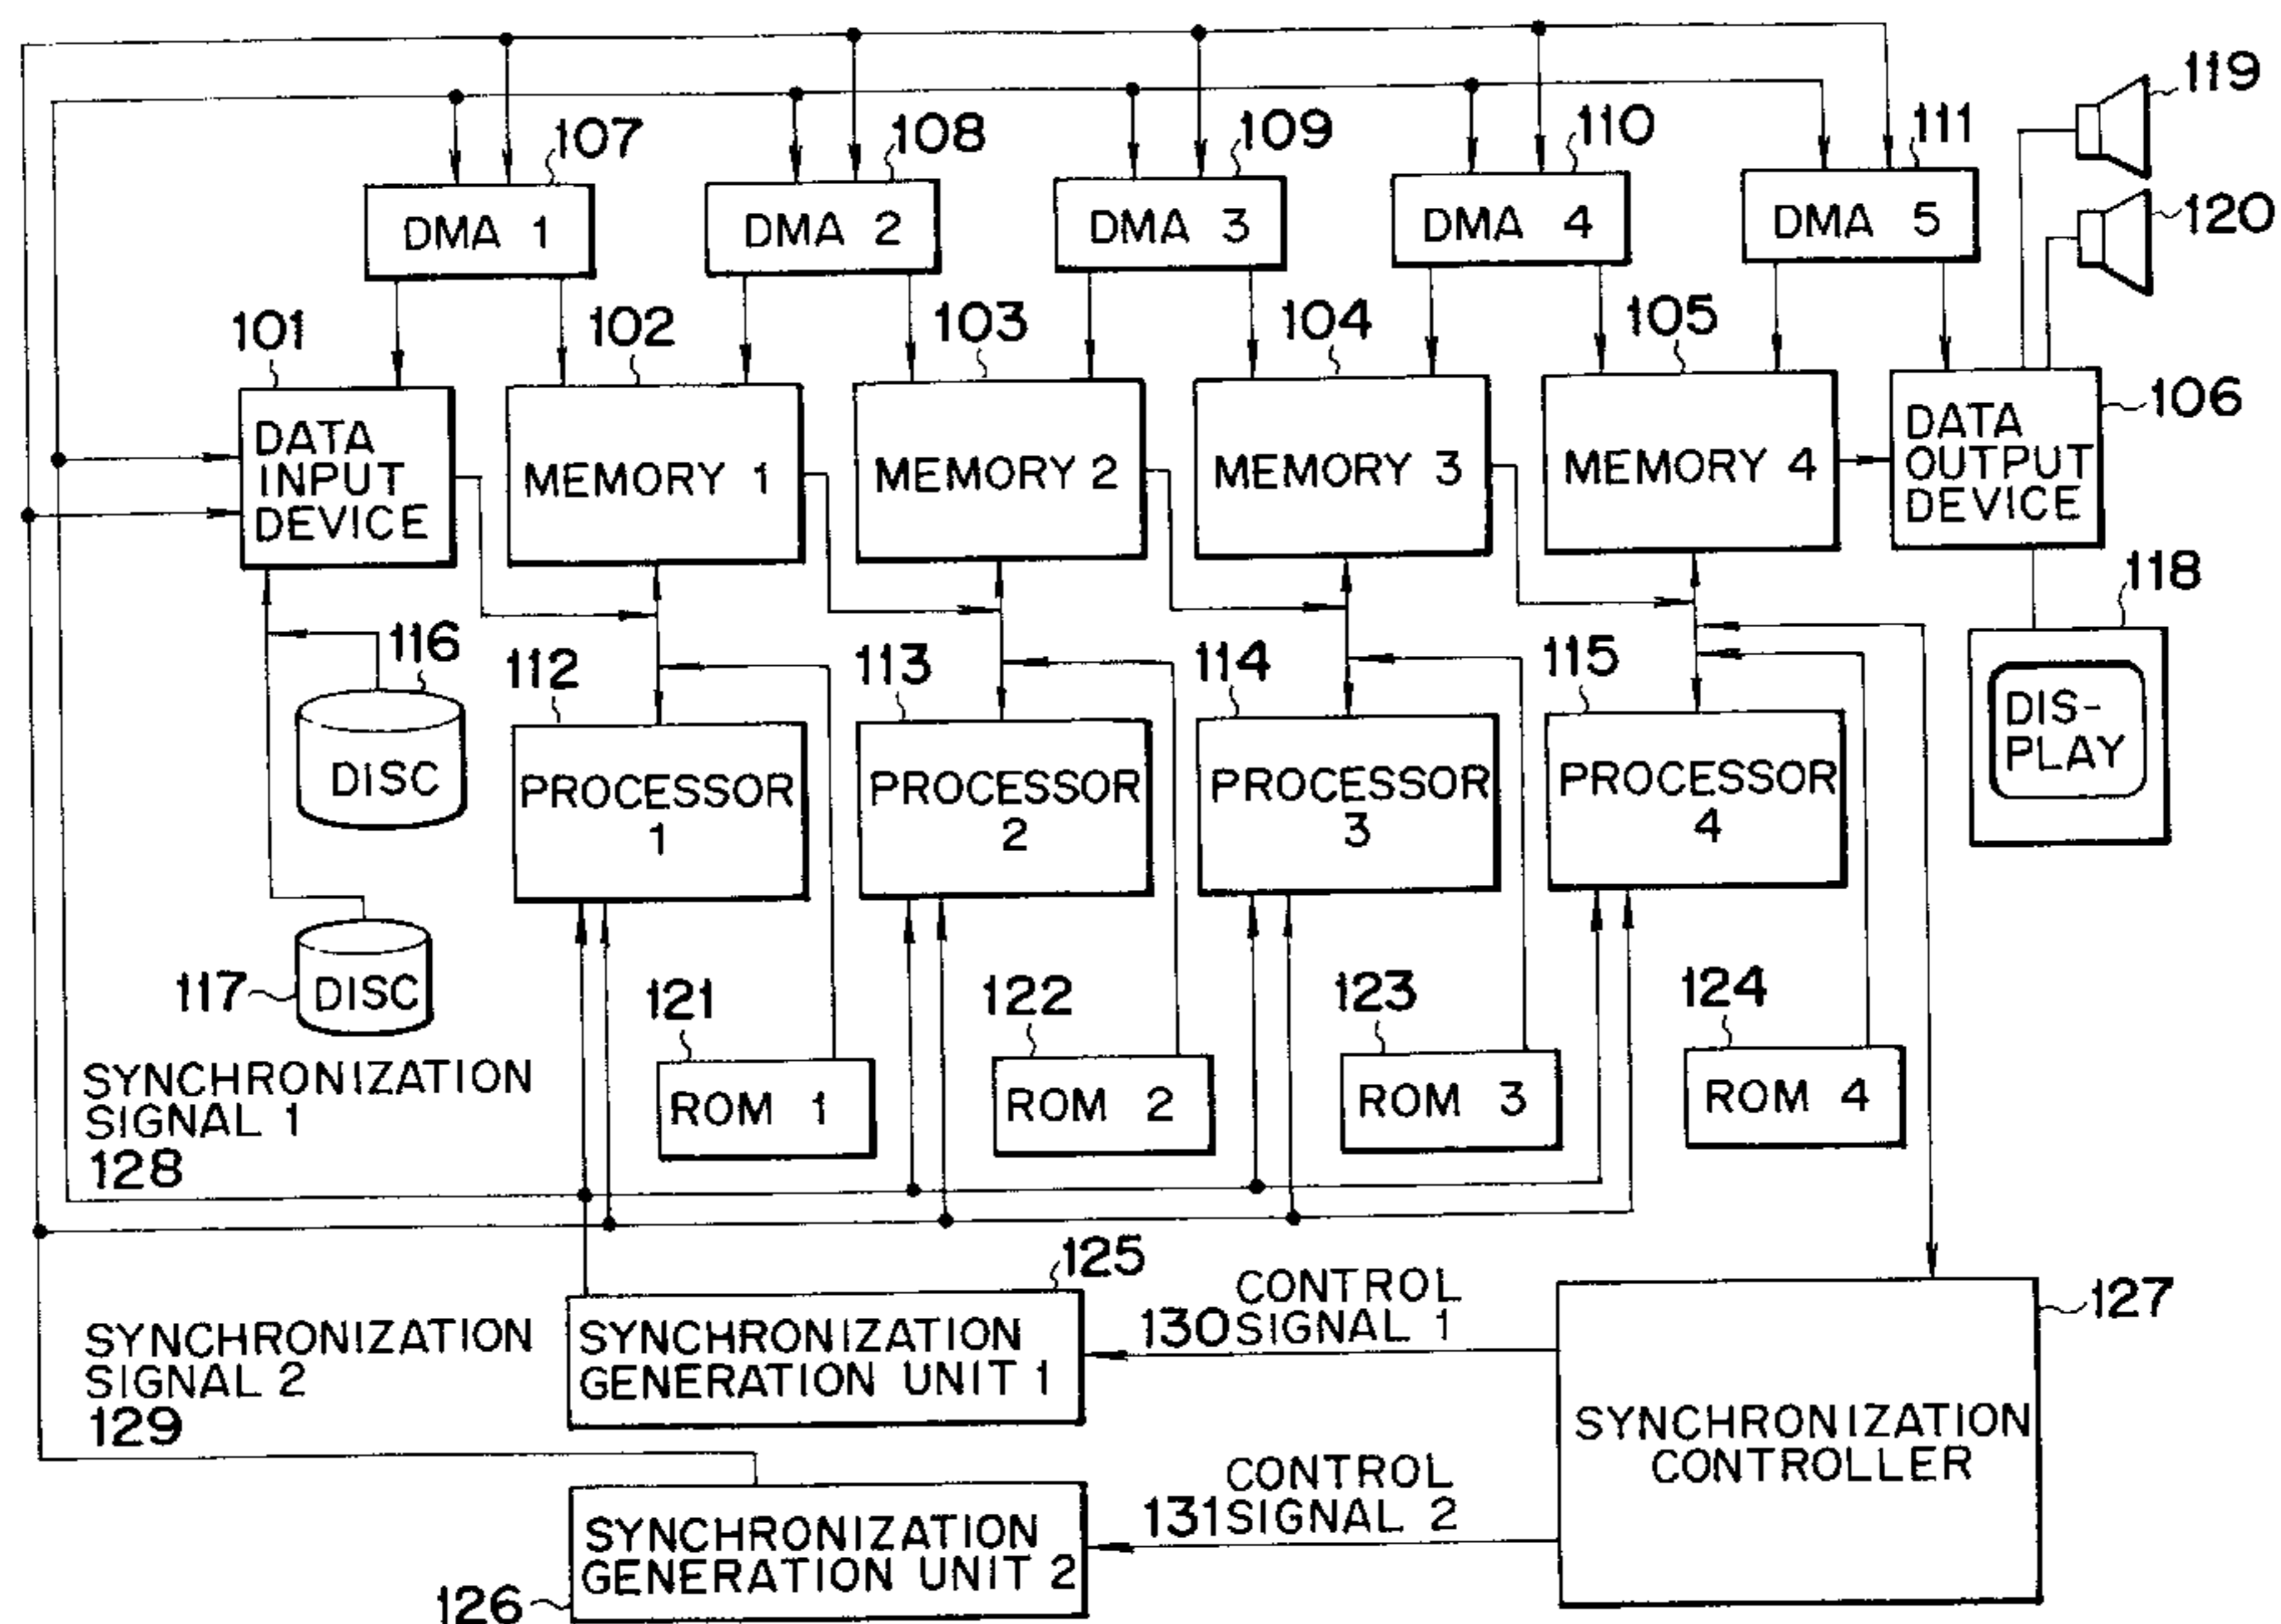 119
107
108
109
110
111
120
DMA 1
DMA 2
DMA 3
DMA 4
DMA 5
101
102
103
104
105
106
DATA
INPUT
DEVICE
MEMORY 1
MEMORY 2
MEMORY 3
MEMORY 4
DATA
OUTPUT
DEVICE
116
112
113
114
115
118
DISC
PROCESSOR
1
PROCESSOR
2
PROCESSOR
3
PROCESSOR
4
DIS-
PLAY
117
DISC
121
122
123
124
ROM 1
ROM 2
ROM 3
ROM 4
SYNCHRONIZATION
SIGNAL 1
128
125
127
SYNCHRONIZATION
SIGNAL 2
129
SYNCHRONIZATION
GENERATION UNIT 1
CONTROL
130 SIGNAL 1
SYNCHRONIZATION
CONTROLLER
CONTROL
131 SIGNAL 2
SYNCHRONIZATION
GENERATION UNIT 2
126